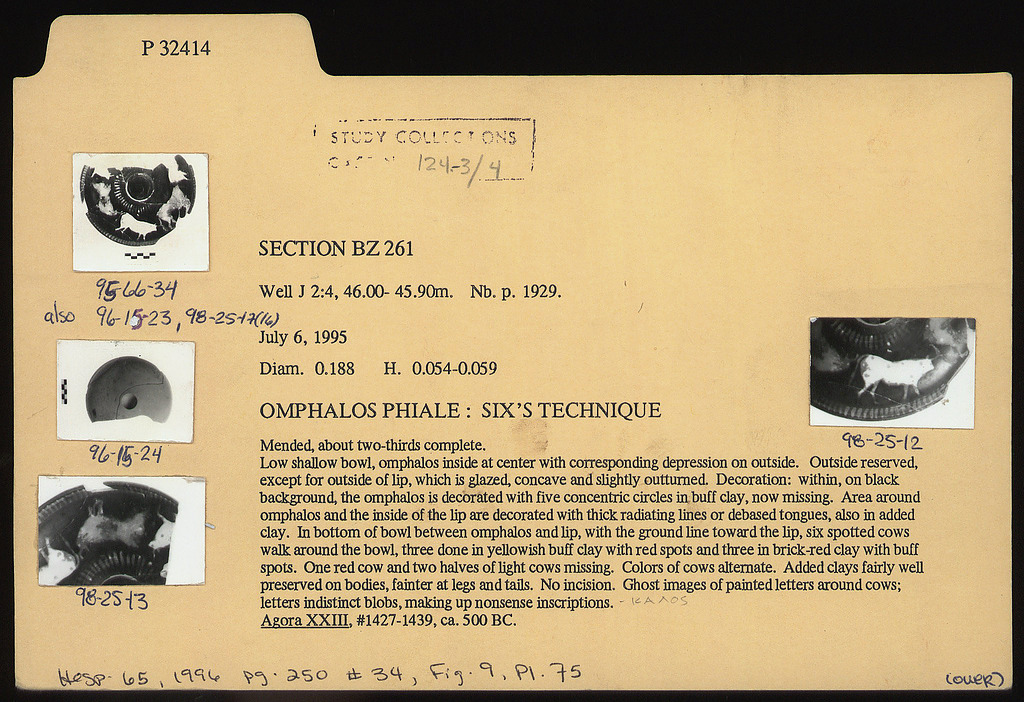 P 32414
STUDY COLLECTIONS
124-3/4
SECTION BZ 261
95-66-34
Well J 2:4, 46.00- 45.90m. Nb. p. 1929.
also 96-15-23, 98-25-17(16)
July 6, 1995
Diam. 0.188 H. 0.054-0.059
OMPHALOS PHIALE : SIX'S TECHNIQUE
98-25-12
96-15-24
Mended, about two-thirds complete.
Low shallow bowl, omphalos inside at center with corresponding depression on outside. Outside reserved,
except for outside of lip, which is glazed, concave and slightly outturned. Decoration: within, on black
background, the omphalos is decorated with five concentric circles in buff clay, now missing. Area around
omphalos and the inside of the lip are decorated with thick radiating lines or debased tongues, also in added
clay. In bottom of bowl between omphalos and lip, with the ground line toward the lip, six spotted cows
walk around the bowl, three done in yellowish buff clay with red spots and three in brick-red clay with buff
spots. One red cow and two halves of light cows missing. Colors of cows alternate. Added clays fairly well
preserved on bodies, fainter at legs and tails. No incision. Ghost images of painted letters around cows;
letters indistinct blobs, making up nonsense inscriptions. - ΚΑΛΟΣ
98-25-13
Agora XXIII, #1427-1439, ca. 500 BC.
Hesp. 65, 1996 pg. 250 # 34, Fig. 9, Pl. 75
(OVER)